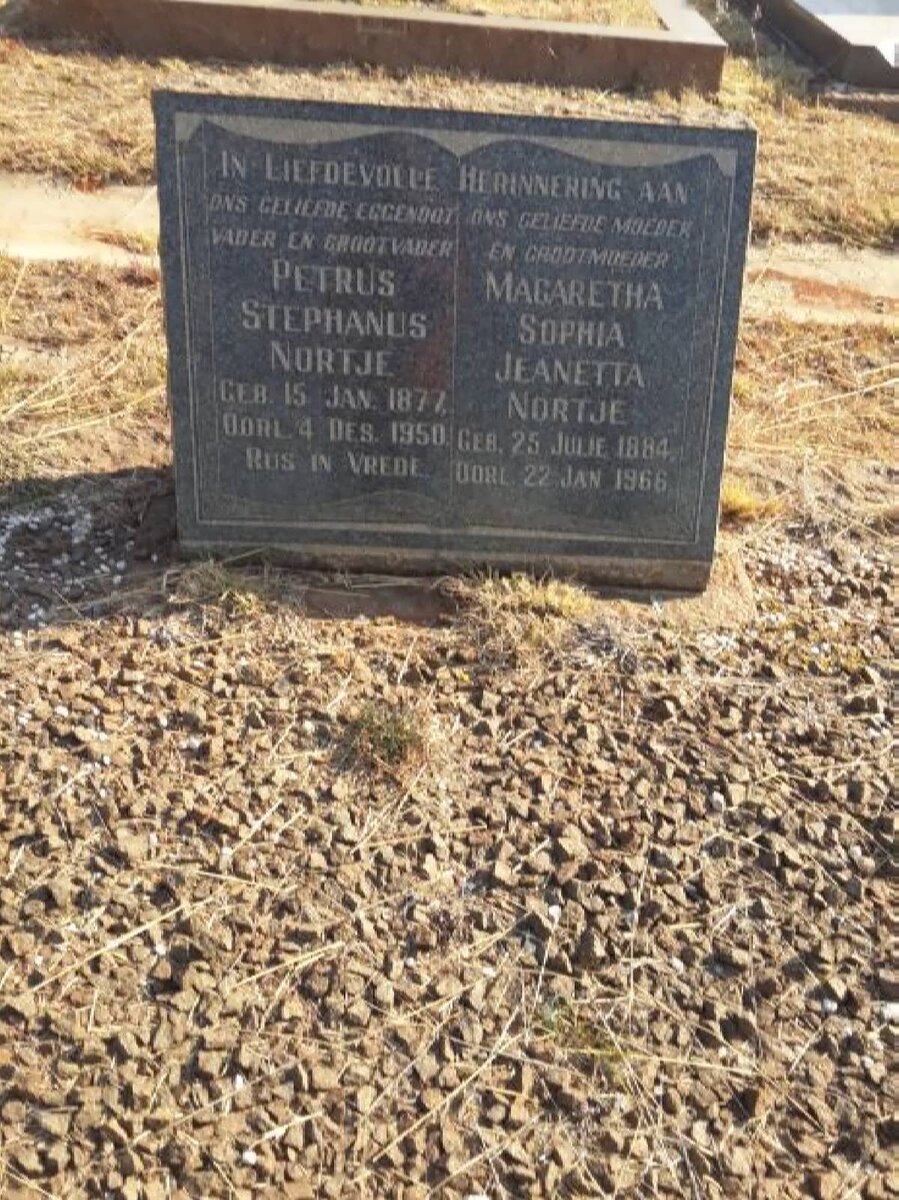 IN LIEFDEVOLLE HERINNERING AAN
ONS GELIEFDE EGGENOOT
VADER EN GROOTVADER
PETRUS
STEPHANUS
NORTJE
GEB. 15 JAN. 1877,
OORL. 4 DES. 1950.
RUS IN VREDE.
ONS GELIEFDE MOEDER
EN GROOTMOEDER
MAGARETHA
SOPHIA
JEANETTA
NORTJE
GEB. 25 JULIE 1884
OORL. 22 JAN 1966